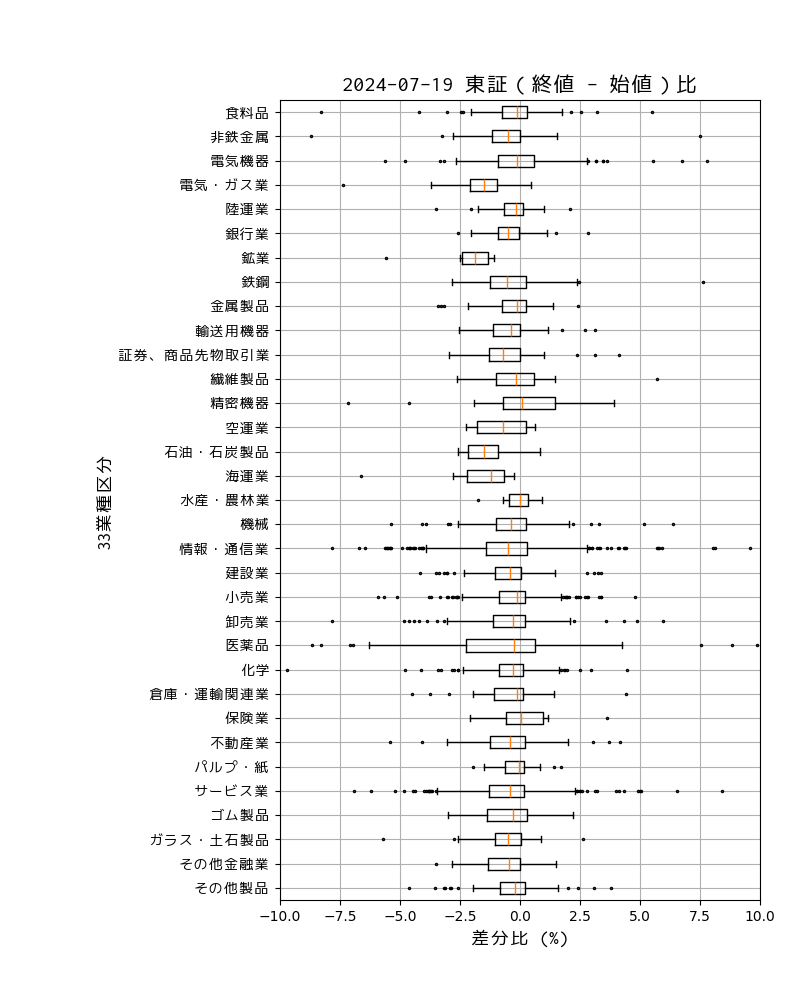 2024-07-19 東証(終値 - 始値)比
食料品
非鉄金属
電気機器
電気・ガス業
陸運業
銀行業
鉱業
鉄鋼
金属製品
輸送用機器
証券、商品先物取引業
繊維製品
精密機器
空運業
石油・石炭製品
海運業
水産・農林業
機械
情報・通信業
建設業
小売業
卸売業
医薬品
化学
倉庫・運輸関連業
保険業
不動産業
パルプ・紙
サービス業
ゴム製品
ガラス・土石製品
その他金融業
その他製品
33業種区分
−10.0 −7.5 −5.0 −2.5 0.0 2.5 5.0 7.5 10.0
差分比 (%)